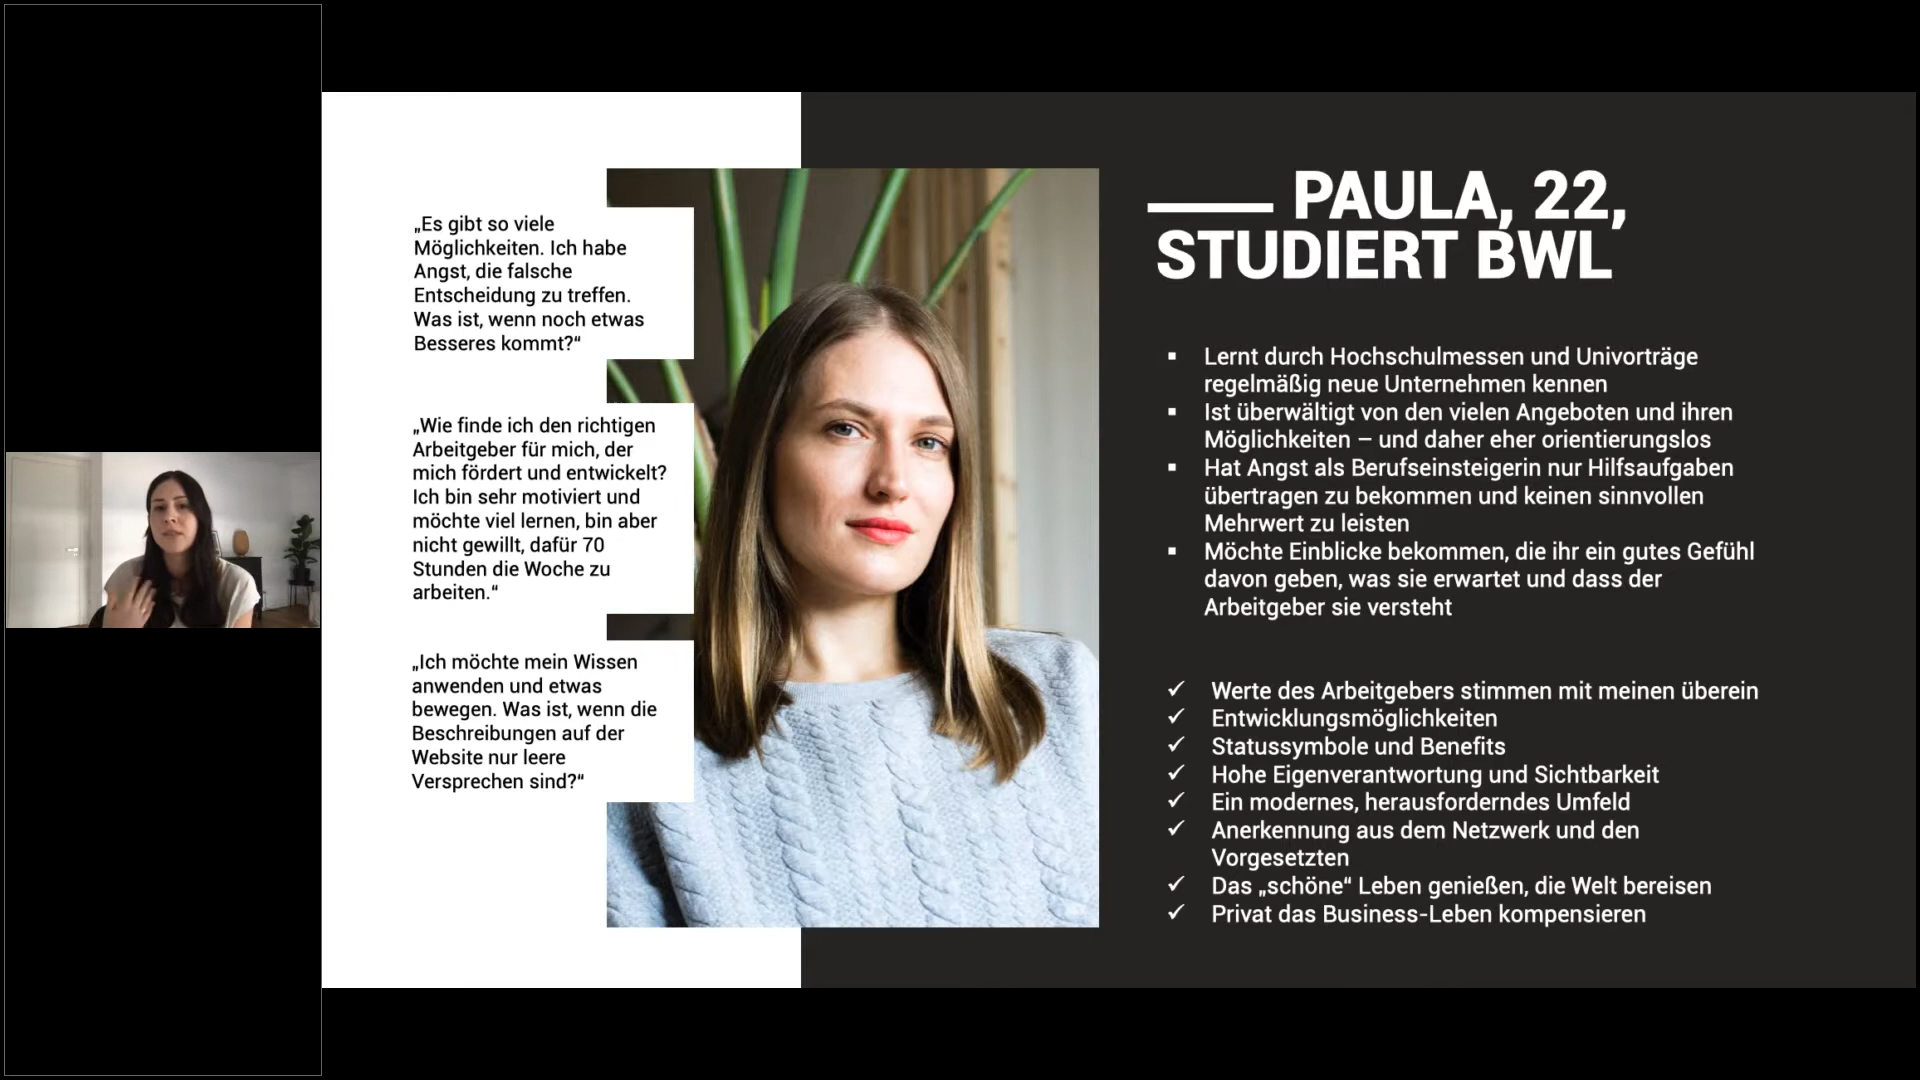 „Es gibt so viele
Möglichkeiten. Ich habe
Angst, die falsche
Entscheidung zu treffen.
Was ist, wenn noch etwas
Besseres kommt?“
„Wie finde ich den richtigen
Arbeitgeber für mich, der
mich fördert und entwickelt?
Ich bin sehr motiviert und
möchte viel lernen, bin aber
nicht gewillt, dafür 70
Stunden die Woche zu
arbeiten.“
„Ich möchte mein Wissen
anwenden und etwas
bewegen. Was ist, wenn die
Beschreibungen auf der
Website nur leere
Versprechen sind?“
PAULA, 22,
STUDIERT BWL
▪ Lernt durch Hochschulmessen und Univorträge
regelmäßig neue Unternehmen kennen
▪ Ist überwältigt von den vielen Angeboten und ihren
Möglichkeiten – und daher eher orientierungslos
▪ Hat Angst als Berufseinsteigerin nur Hilfsaufgaben
übertragen zu bekommen und keinen sinnvollen
Mehrwert zu leisten
▪ Möchte Einblicke bekommen, die ihr ein gutes Gefühl
davon geben, was sie erwartet und dass der
Arbeitgeber sie versteht
✓ Werte des Arbeitgebers stimmen mit meinen überein
✓ Entwicklungsmöglichkeiten
✓ Statussymbole und Benefits
✓ Hohe Eigenverantwortung und Sichtbarkeit
✓ Ein modernes, herausforderndes Umfeld
✓ Anerkennung aus dem Netzwerk und den
Vorgesetzten
✓ Das „schöne“ Leben genießen, die Welt bereisen
✓ Privat das Business-Leben kompensieren